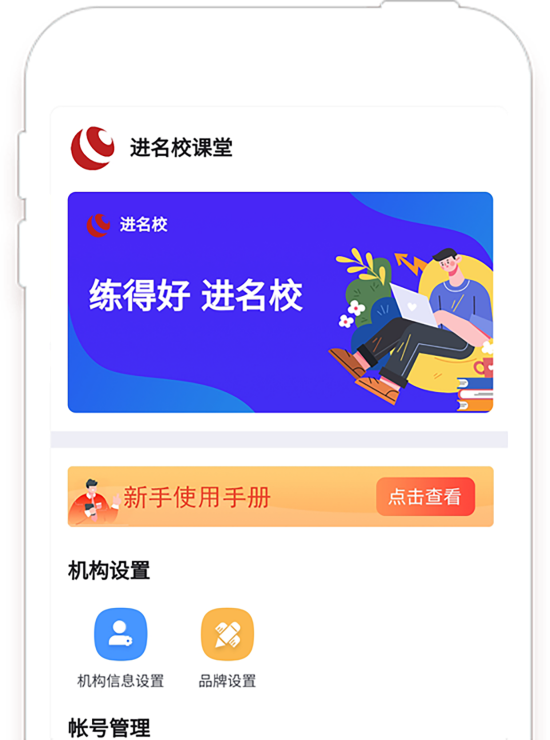 进名校课堂
进名校
练得好 进名校
新手使用手册
点击查看
机构设置
机构信息设置
品牌设置
帐号管理